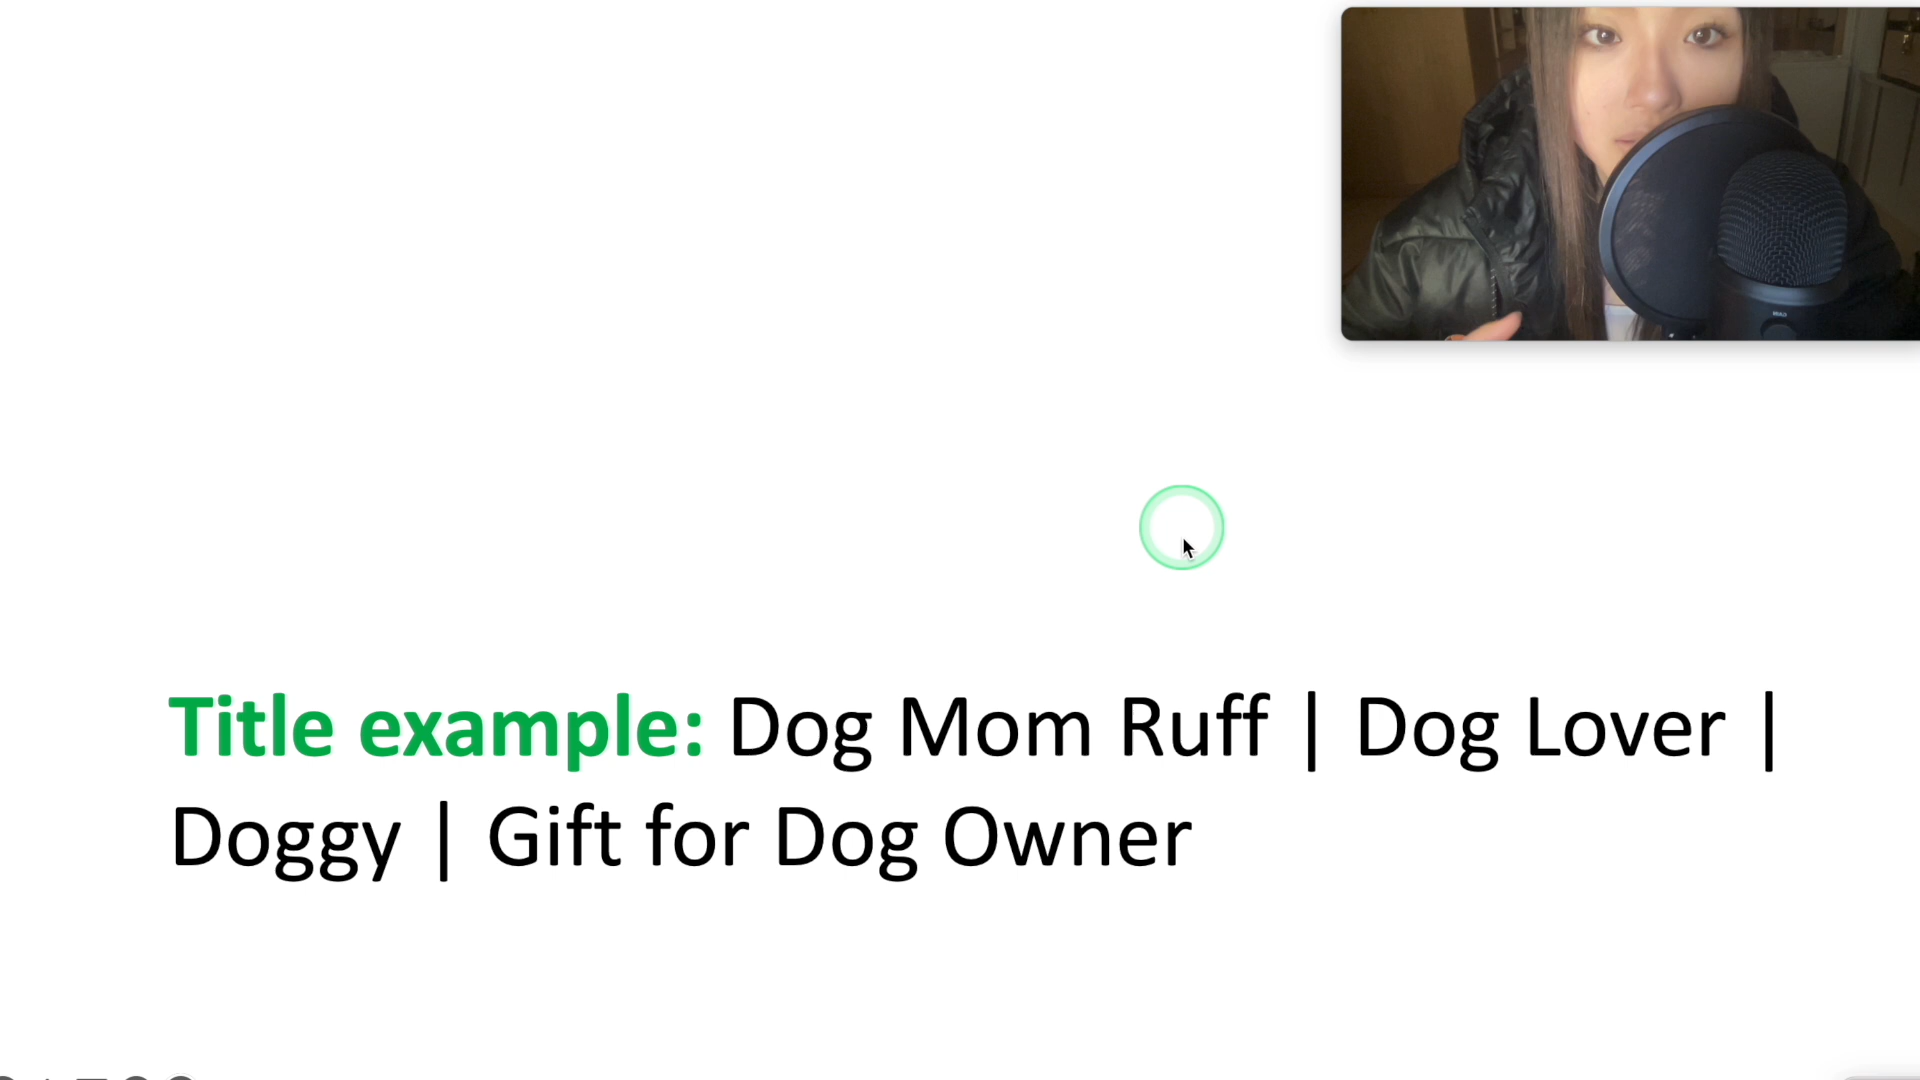 Title example: Dog Mom Ruff | Dog Lover |
Doggy | Gift for Dog Owner